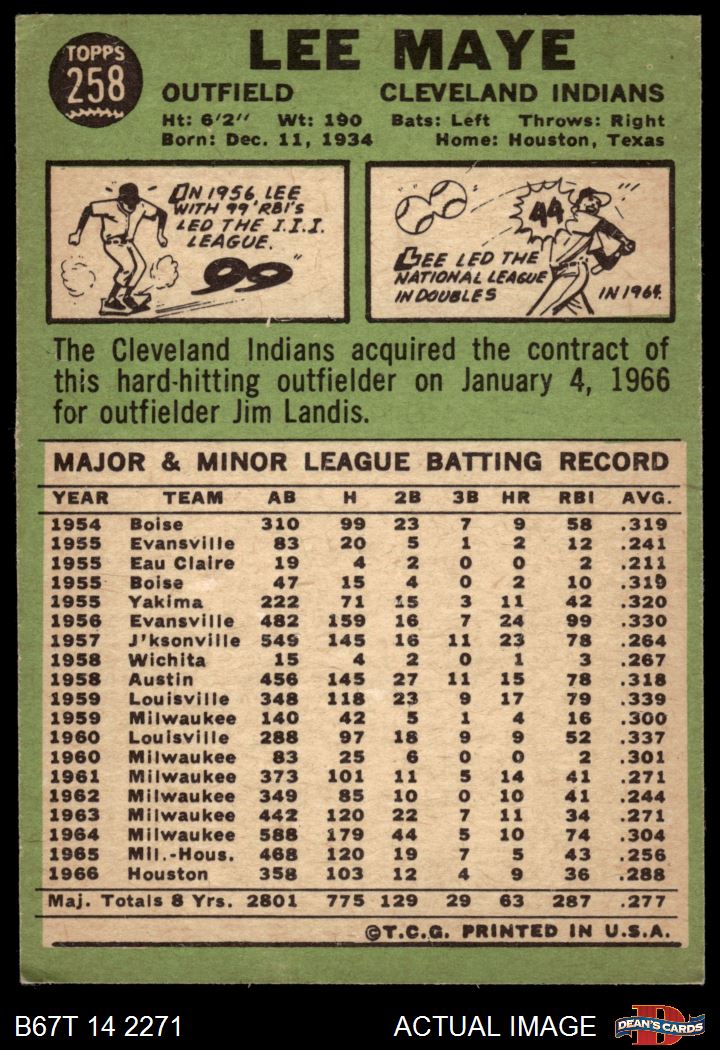 TOPPS
258
LEE MAYE
OUTFIELD CLEVELAND INDIANS
Ht: 6'2" Wt: 190 Bats: Left Throws: Right
Born: Dec. 11, 1934 Home: Houston, Texas
IN 1956, LEE
WITH 99 RBI's
LED THE I.I.I.
LEAGUE.
99
44
LEE LED THE
NATIONAL LEAGUE
IN DOUBLES
IN 1964.
The Cleveland Indians acquired the contract of
this hard-hitting outfielder on January 4, 1966
for outfielder Jim Landis.
MAJOR & MINOR LEAGUE BATTING RECORD
YEAR TEAM AB H 2B 3B HR RBI AVG.
1954 Boise 310 99 23 7 9 58 .319
1955 Evansville 83 20 5 1 2 12 .241
1955 Eau Claire 19 4 2 0 0 2 .211
1955 Boise 47 15 4 0 2 10 .319
1955 Yakima 222 71 15 3 11 42 .320
1956 Evansville 482 159 16 7 24 99 .330
1957 J'ksonville 549 145 16 11 23 78 .264
1958 Wichita 15 4 2 0 1 3 .267
1958 Austin 456 145 27 11 15 78 .318
1959 Louisville 348 118 23 9 17 79 .339
1959 Milwaukee 140 42 5 1 4 16 .300
1960 Louisville 288 97 18 9 9 52 .337
1960 Milwaukee 83 25 6 0 0 2 .301
1961 Milwaukee 373 101 11 5 14 41 .271
1962 Milwaukee 349 85 10 0 10 41 .244
1963 Milwaukee 442 120 22 7 11 34 .271
1964 Milwaukee 588 179 44 5 10 74 .304
1965 Mil.-Hous. 468 120 19 7 5 43 .256
1966 Houston 358 103 12 4 9 36 .288
Maj. Totals 8 Yrs. 2801 775 129 29 63 287 .277
©T.C.G. PRINTED IN U.S.A.
B67T 14 2271 ACTUAL IMAGE DEAN'S CARDS